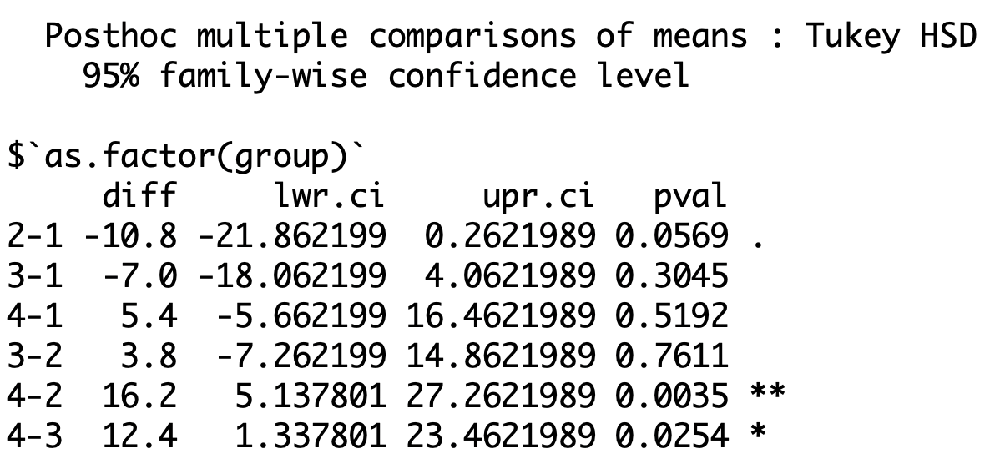 Posthoc multiple comparisons of means : Tukey HSD
    95% family-wise confidence level

$`as.factor(group)`
     diff     lwr.ci     upr.ci   pval
2-1 -10.8 -21.862199  0.2621989 0.0569 .
3-1  -7.0 -18.062199  4.0621989 0.3045
4-1   5.4  -5.662199 16.4621989 0.5192
3-2   3.8  -7.262199 14.8621989 0.7611
4-2  16.2   5.137801 27.2621989 0.0035 **
4-3  12.4   1.337801 23.4621989 0.0254 *